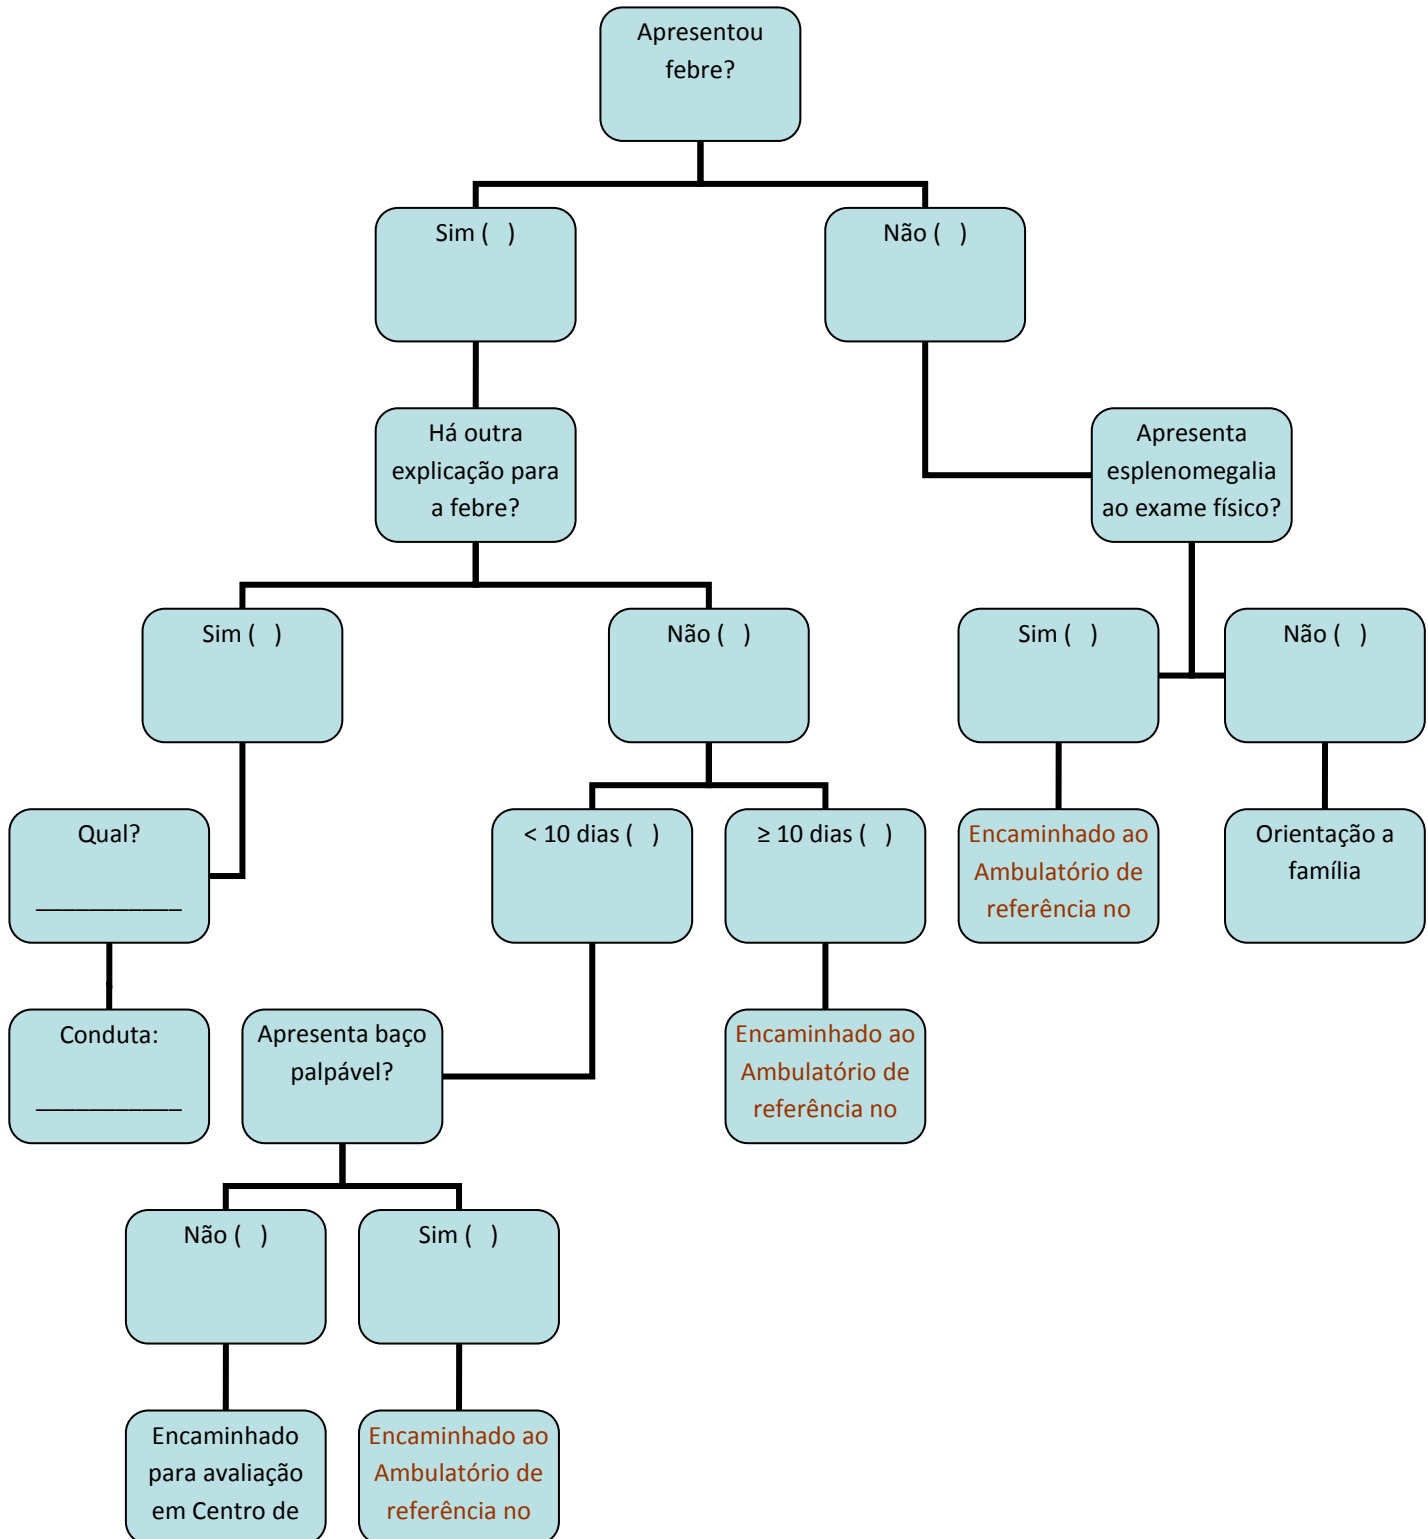 Apresentou
febre?
Sim (   )
Não (   )
Há outra
explicação para
a febre?
Apresenta
esplenomegalia
ao exame físico?
Sim (   )
Não (   )
Sim (   )
Não (   )
Qual?
___________
< 10 dias (   )
≥ 10 dias (   )
Encaminhado ao
Ambulatório de
referência no
Orientação a
família
Conduta:
___________
Apresenta baço
palpável?
Encaminhado ao
Ambulatório de
referência no
Não (   )
Sim (   )
Encaminhado
para avaliação
em Centro de
Encaminhado ao
Ambulatório de
referência no